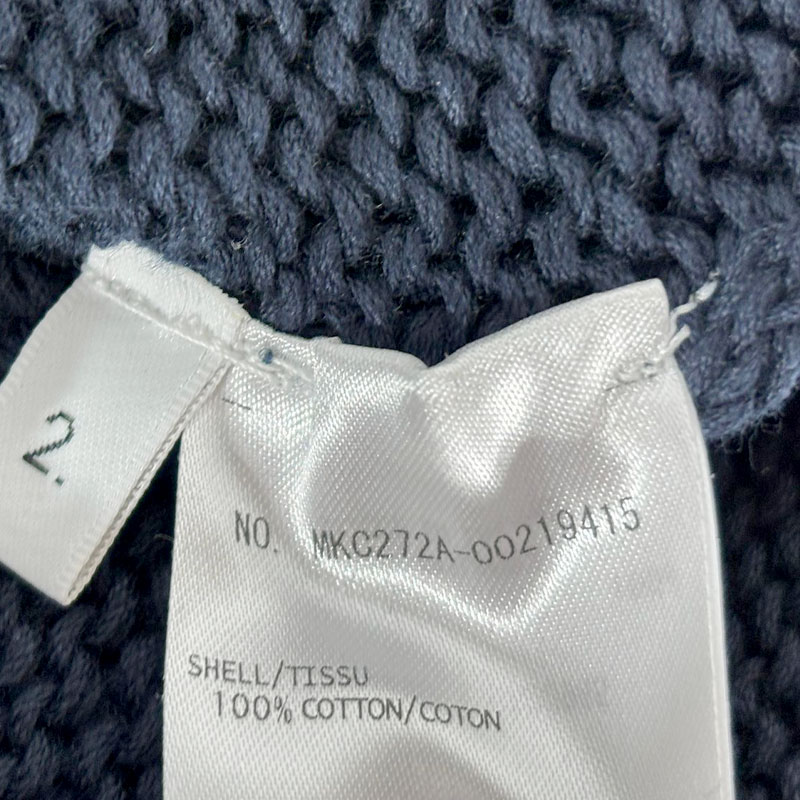 2.
NO. MKC272A-00219415
SHELL/TISSU
100% COTTON/COTON